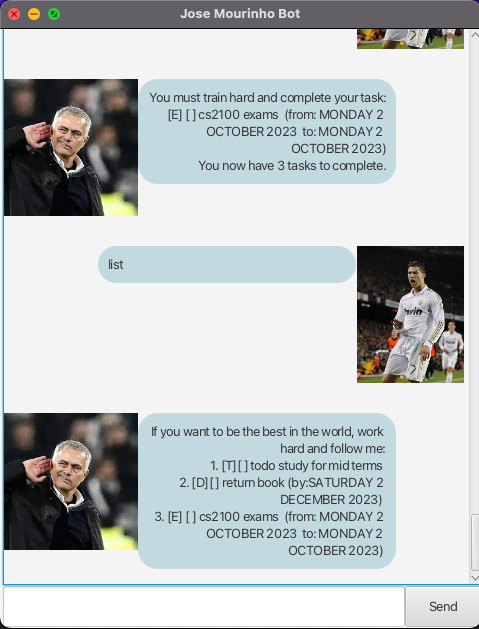 Jose Mourinho Bot
You must train hard and complete your task:
[E] [ ] cs2100 exams (from: MONDAY 2
OCTOBER 2023 to: MONDAY 2
OCTOBER 2023)
You now have 3 tasks to complete.
list
bwin
If you want to be the best in the world, work
hard and follow me:
1. [T][ ] todo study for mid terms
2. [D][ ] return book (by:SATURDAY 2
DECEMBER 2023)
3. [E] [ ] cs2100 exams (from: MONDAY 2
OCTOBER 2023 to: MONDAY 2
OCTOBER 2023)
Send